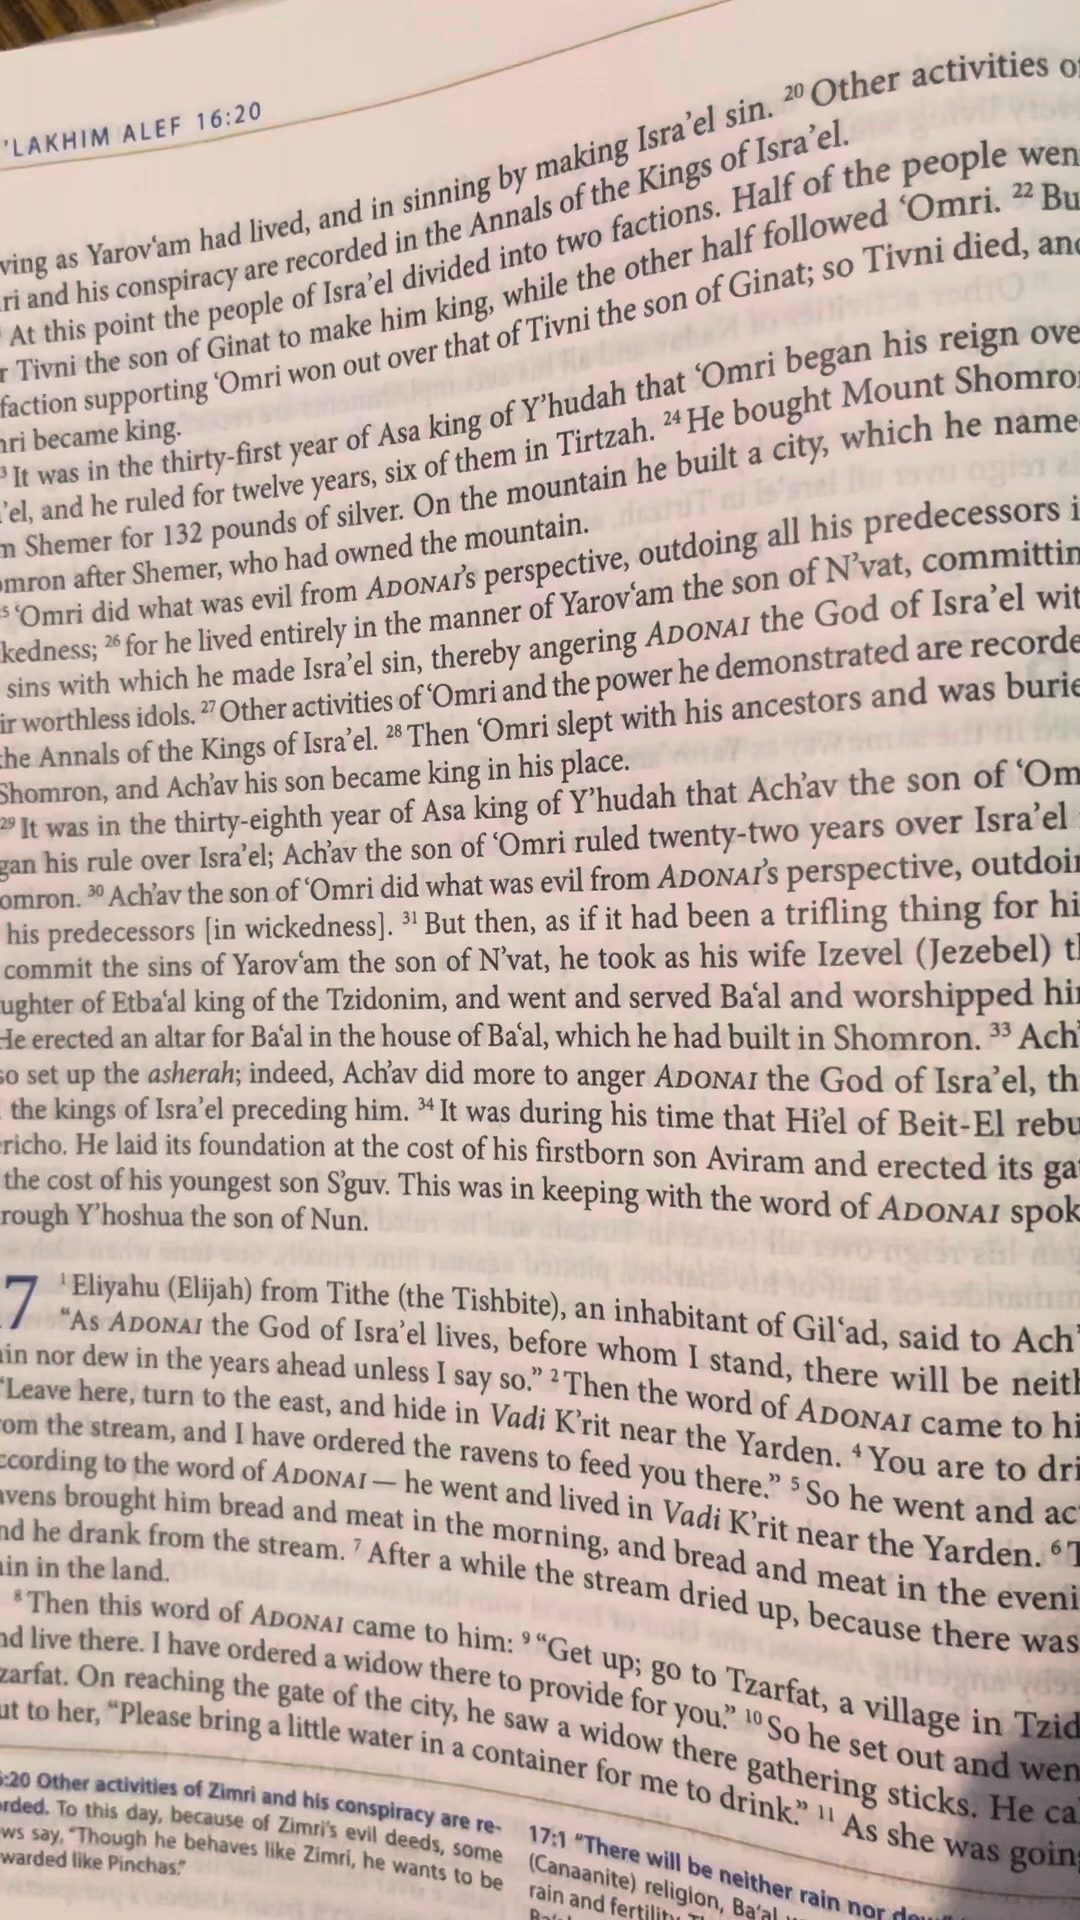 'LAKHIM ALEF 16:20
ving as Yarov‘am had lived, and in sinning by making Isra’el sin. 20 Other activities of
ri and his conspiracy are recorded in the Annals of the Kings of Isra’el.
At this point the people of Isra’el divided into two factions. Half of the people wen
r Tivni the son of Ginat to make him king, while the other half followed ‘Omri. 22 Bu
faction supporting ‘Omri won out over that of Tivni the son of Ginat; so Tivni died, and
nri became king.
3 It was in the thirty-first year of Asa king of Y’hudah that ‘Omri began his reign ove
’el, and he ruled for twelve years, six of them in Tirtzah. 24 He bought Mount Shomro
m Shemer for 132 pounds of silver. On the mountain he built a city, which he name
omron after Shemer, who had owned the mountain.
5 ‘Omri did what was evil from ADONAI’s perspective, outdoing all his predecessors i
kedness; 26 for he lived entirely in the manner of Yarov‘am the son of N’vat, committin
sins with which he made Isra’el sin, thereby angering ADONAI the God of Isra’el wit
ir worthless idols. 27 Other activities of ‘Omri and the power he demonstrated are recorde
the Annals of the Kings of Isra’el. 28 Then ‘Omri slept with his ancestors and was burie
Shomron, and Ach’av his son became king in his place.
29 It was in the thirty-eighth year of Asa king of Y’hudah that Ach’av the son of ‘Om
gan his rule over Isra’el; Ach’av the son of ‘Omri ruled twenty-two years over Isra’el
omron. 30 Ach’av the son of ‘Omri did what was evil from ADONAI’s perspective, outdoin
his predecessors [in wickedness]. 31 But then, as if it had been a trifling thing for hi
commit the sins of Yarov‘am the son of N’vat, he took as his wife Izevel (Jezebel) th
ughter of Etba‘al king of the Tzidonim, and went and served Ba‘al and worshipped hin
He erected an altar for Ba‘al in the house of Ba‘al, which he had built in Shomron. 33 Ach’
so set up the asherah; indeed, Ach’av did more to anger ADONAI the God of Isra’el, th
the kings of Isra’el preceding him. 34 It was during his time that Hi’el of Beit-El rebu
ericho. He laid its foundation at the cost of his firstborn son Aviram and erected its ga
the cost of his youngest son S’guv. This was in keeping with the word of ADONAI spok
rough Y’hoshua the son of Nun.
7 1 Eliyahu (Elijah) from Tithe (the Tishbite), an inhabitant of Gil‘ad, said to Ach’
“As ADONAI the God of Isra’el lives, before whom I stand, there will be neith
ain nor dew in the years ahead unless I say so.” 2 Then the word of ADONAI came to hi
“Leave here, turn to the east, and hide in Vadi K’rit near the Yarden. 4 You are to dri
rom the stream, and I have ordered the ravens to feed you there.” 5 So he went and ac
ccording to the word of ADONAI — he went and lived in Vadi K’rit near the Yarden. 6 T
avens brought him bread and meat in the morning, and bread and meat in the eveni
nd he drank from the stream. 7 After a while the stream dried up, because there was
ain in the land.
8 Then this word of ADONAI came to him: 9 “Get up; go to Tzarfat, a village in Tzid
nd live there. I have ordered a widow there to provide for you.” 10 So he set out and wen
zarfat. On reaching the gate of the city, he saw a widow there gathering sticks. He ca
ut to her, “Please bring a little water in a container for me to drink.” 11 As she was going
6:20 Other activities of Zimri and his conspiracy are re-
orded. To this day, because of Zimri’s evil deeds, some
ws say, “Though he behaves like Zimri, he wants to be
warded like Pinchas.”
17:1 “There will be neither rain nor dew”
(Canaanite) religion, Ba‘al
rain and fertility.